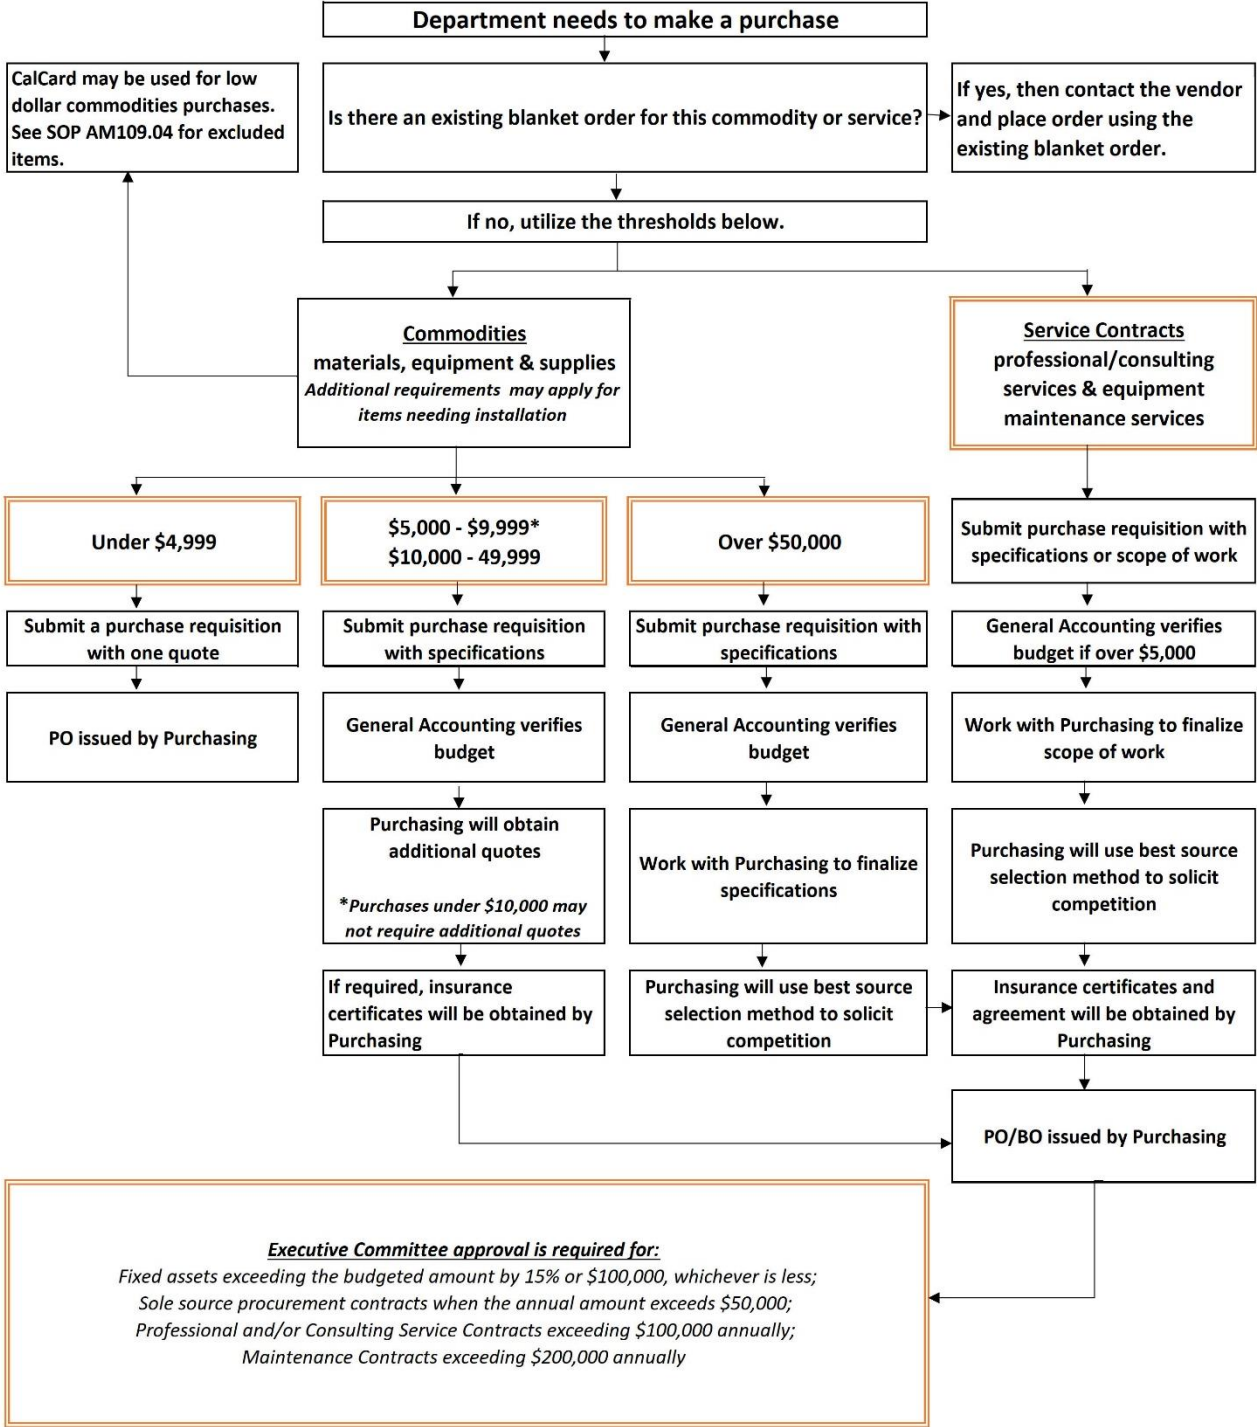 Department needs to make a purchase
CalCard may be used for low
dollar commodities purchases.
See SOP AM109.04 for excluded
items.
Is there an existing blanket order for this commodity or service?
If yes, then contact the vendor
and place order using the
existing blanket order.
If no, utilize the thresholds below.
Commodities
materials, equipment & supplies
Additional requirements may apply for
items needing installation
Service Contracts
professional/consulting
services & equipment
maintenance services
Under $4,999
$5,000 - $9,999*
$10,000 - 49,999
Over $50,000
Submit purchase requisition with
specifications or scope of work
Submit a purchase requisition
with one quote
Submit purchase requisition
with specifications
Submit purchase requisition with
specifications
General Accounting verifies
budget if over $5,000
PO issued by Purchasing
General Accounting verifies
budget
General Accounting verifies
budget
Work with Purchasing to finalize
scope of work
Purchasing will obtain
additional quotes
*Purchases under $10,000 may
not require additional quotes
Work with Purchasing to finalize
specifications
Purchasing will use best source
selection method to solicit
competition
If required, insurance
certificates will be obtained by
Purchasing
Purchasing will use best source
selection method to solicit
competition
Insurance certificates and
agreement will be obtained by
Purchasing
PO/BO issued by Purchasing
Executive Committee approval is required for:
Fixed assets exceeding the budgeted amount by 15% or $100,000, whichever is less;
Sole source procurement contracts when the annual amount exceeds $50,000;
Professional and/or Consulting Service Contracts exceeding $100,000 annually;
Maintenance Contracts exceeding $200,000 annually